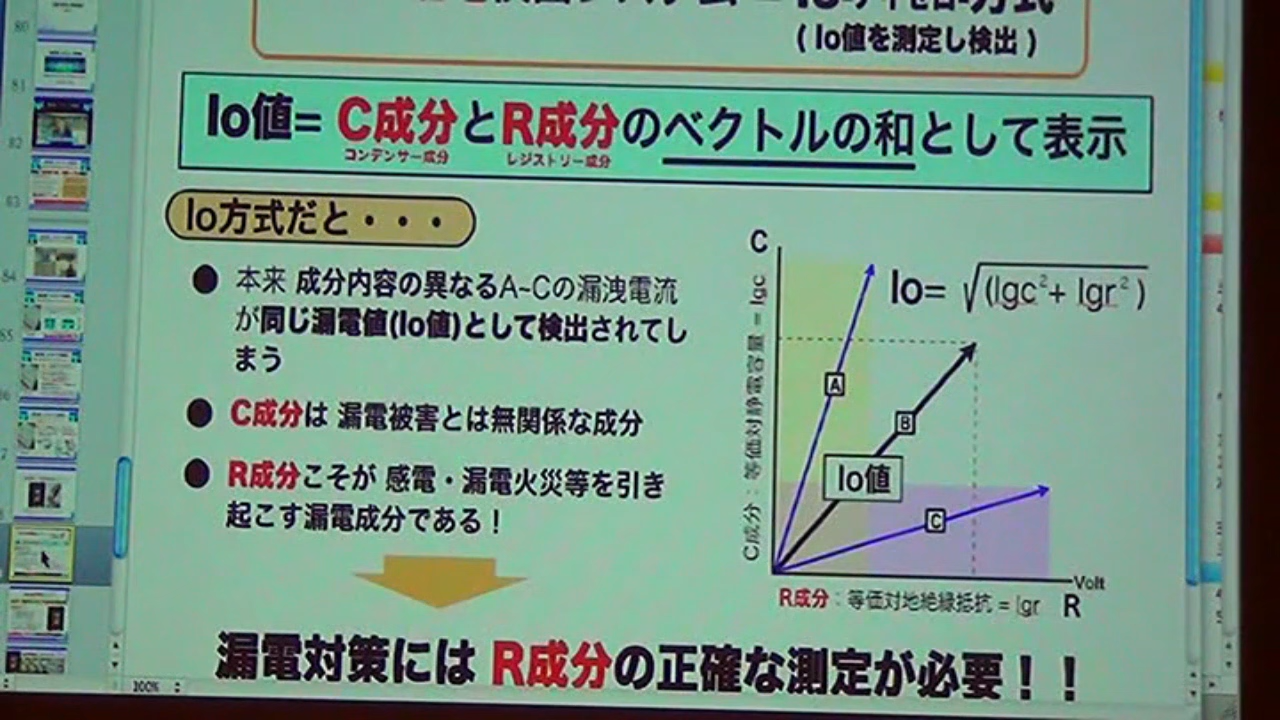 (Io値を測定し検出)
Io値= C成分とR成分のベクトルの和として表示
コンデンサー成分 レジストリー成分
Io方式だと・・・
● 本来 成分内容の異なるA~Cの漏洩電流
が同じ漏電値(Io値)として検出されてし
まう
● C成分は 漏電被害とは無関係な成分
● R成分こそが 感電・漏電火災等を引き
起こす漏電成分である!
C
Io= √(Igc²+ Igr²)
A
B
Io値
C
C成分:等価対静電容量 = Igc
Volt
R成分:等価対地絶縁抵抗 = Igr R
漏電対策には R成分の正確な測定が必要!!
80
81
82
83
84
100%